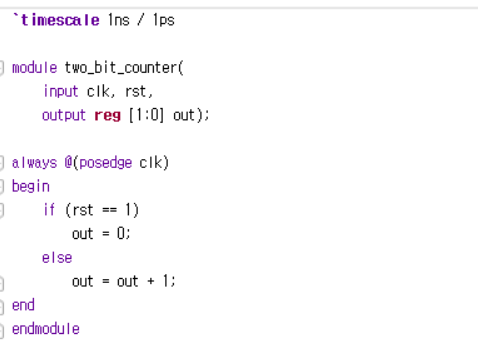 `timescale 1ns / 1ps
module two_bit_counter(
input clk, rst,
output reg [1:0] out);
always @(posedge clk)
begin
if (rst == 1)
out = 0;
else
out = out + 1;
end
endmodule